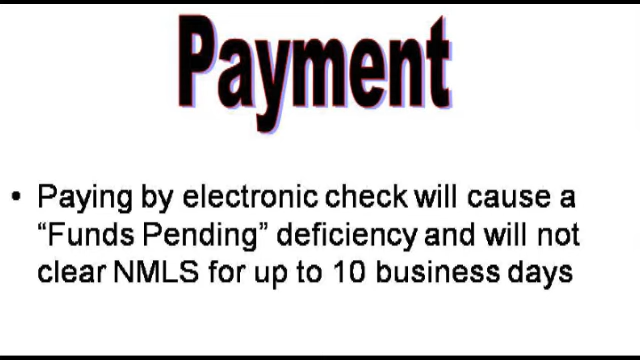 Payment
• Paying by electronic check will cause a
“Funds Pending” deficiency and will not
clear NMLS for up to 10 business days